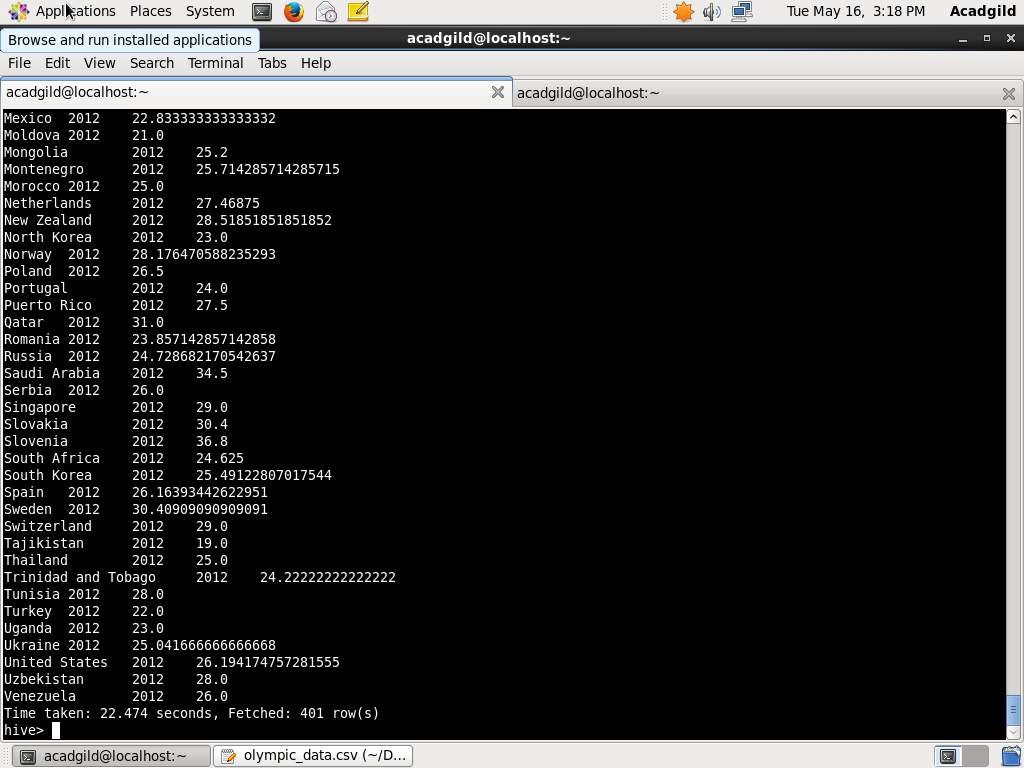 Applications Places System Tue May 16, 3:18 PM Acadgild
Browse and run installed applications
acadgild@localhost:~
File Edit View Search Terminal Tabs Help
acadgild@localhost:~ acadgild@localhost:~
Mexico 2012 22.833333333333332
Moldova 2012 21.0
Mongolia 2012 25.2
Montenegro 2012 25.714285714285715
Morocco 2012 25.0
Netherlands 2012 27.46875
New Zealand 2012 28.51851851851852
North Korea 2012 23.0
Norway 2012 28.176470588235293
Poland 2012 26.5
Portugal 2012 24.0
Puerto Rico 2012 27.5
Qatar 2012 31.0
Romania 2012 23.857142857142858
Russia 2012 24.728682170542637
Saudi Arabia 2012 34.5
Serbia 2012 26.0
Singapore 2012 29.0
Slovakia 2012 30.4
Slovenia 2012 36.8
South Africa 2012 24.625
South Korea 2012 25.49122807017544
Spain 2012 26.16393442622951
Sweden 2012 30.40909090909091
Switzerland 2012 29.0
Tajikistan 2012 19.0
Thailand 2012 25.0
Trinidad and Tobago 2012 24.22222222222222
Tunisia 2012 28.0
Turkey 2012 22.0
Uganda 2012 23.0
Ukraine 2012 25.041666666666668
United States 2012 26.194174757281555
Uzbekistan 2012 28.0
Venezuela 2012 26.0
Time taken: 22.474 seconds, Fetched: 401 row(s)
hive>
acadgild@localhost:~ olympic_data.csv (~/D...